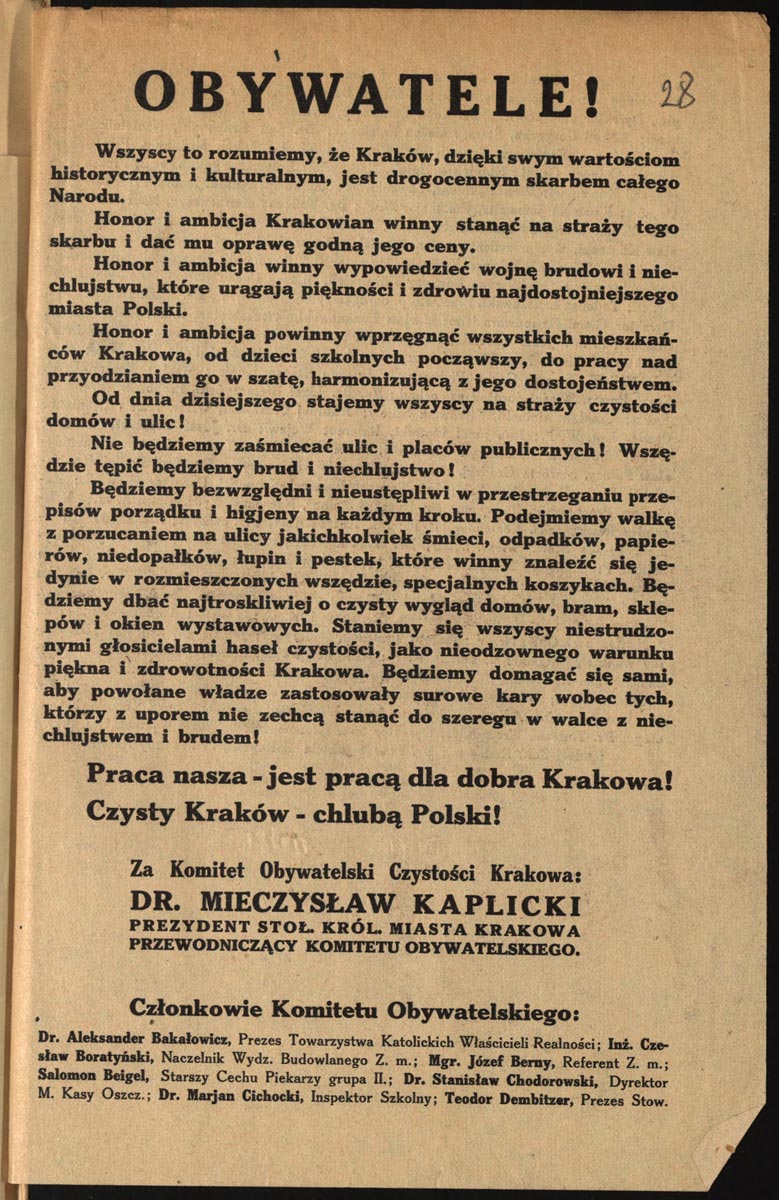 OBYWATELE!
28
Wszyscy to rozumiemy, że Kraków, dzięki swym wartościom
historycznym i kulturalnym, jest drogocennym skarbem całego
Narodu.
Honor i ambicja Krakowian winny stanąć na straży tego
skarbu i dać mu oprawę godną jego ceny.
Honor i ambicja winny wypowiedzieć wojnę brudowi i nie-
chlujstwu, które urągają piękności i zdrowiu najdostojniejszego
miasta Polski.
Honor i ambicja powinny wprzęgnąć wszystkich mieszkań-
ców Krakowa, od dzieci szkolnych począwszy, do pracy nad
przyodzianiem go w szatę, harmonizującą z jego dostojeństwem.
Od dnia dzisiejszego stajemy wszyscy na straży czystości
domów i ulic!
Nie będziemy zaśmiecać ulic i placów publicznych! Wszę-
dzie tępić będziemy brud i niechlujstwo!
Będziemy bezwzględni i nieustępliwi w przestrzeganiu prze-
pisów porządku i higjeny na każdym kroku. Podejmiemy walkę
z porzucaniem na ulicy jakichkolwiek śmieci, odpadków, papie-
rów, niedopałków, łupin i pestek, które winny znaleźć się je-
dynie w rozmieszczonych wszędzie, specjalnych koszykach. Bę-
dziemy dbać najtroskliwiej o czysty wygląd domów, bram, skle-
pów i okien wystawowych. Staniemy się wszyscy niestrudzo-
nymi głosicielami haseł czystości, jako nieodzownego warunku
piękna i zdrowotności Krakowa. Będziemy domagać się sami,
aby powołane władze zastosowały surowe kary wobec tych,
którzy z uporem nie zechcą stanąć do szeregu w walce z nie-
chlujstwem i brudem!
Praca nasza - jest pracą dla dobra Krakowa!
Czysty Kraków - chlubą Polski!
Za Komitet Obywatelski Czystości Krakowa:
DR. MIECZYSŁAW KAPLICKI
PREZYDENT STOŁ. KRÓL. MIASTA KRAKOWA
PRZEWODNICZĄCY KOMITETU OBYWATELSKIEGO.
Członkowie Komitetu Obywatelskiego:
Dr. Aleksander Bakałowicz, Prezes Towarzystwa Katolickich Właścicieli Realności; Inż. Cze-
sław Boratyński, Naczelnik Wydz. Budowlanego Z. m.; Mgr. Józef Berny, Referent Z. m.;
Salomon Beigel, Starszy Cechu Piekarzy grupa II.; Dr. Stanisław Chodorowski, Dyrektor
M. Kasy Oszcz.; Dr. Marjan Cichocki, Inspektor Szkolny; Teodor Dembitzer, Prezes Stow.